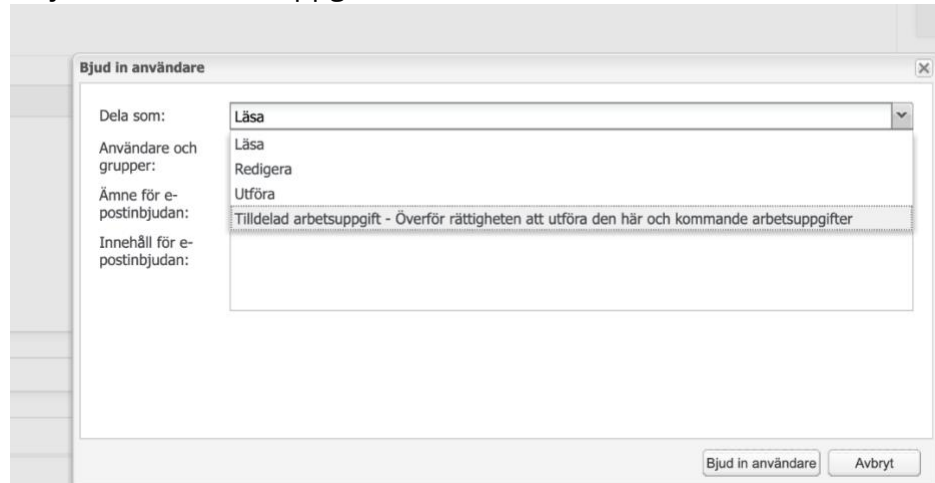 Bjud in användare
Dela som:
Läsa
Användare och
grupper:
Läsa
Redigera
Utföra
Tilldelad arbetsuppgift - Överför rättigheten att utföra den här och kommande arbetsuppgifter
Ämne för e-
postinbjudan:
Innehåll för e-
postinbjudan:
Bjud in användare
Avbryt